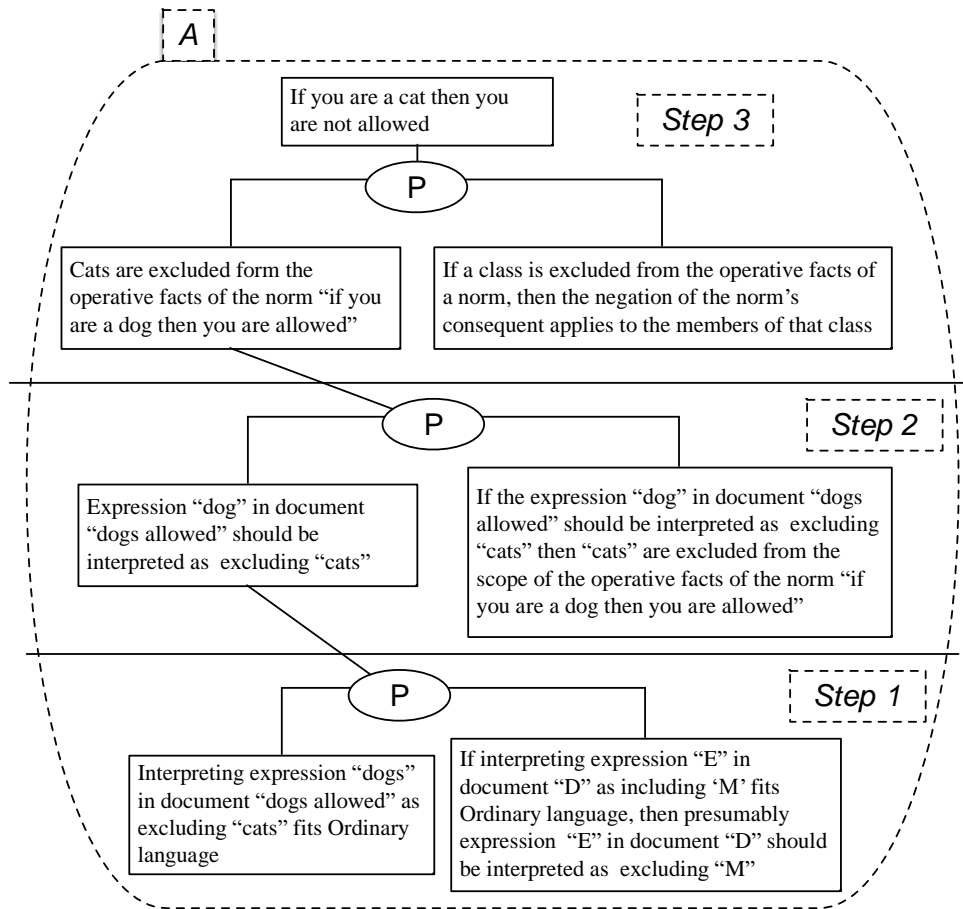 A
If you are a cat then you
are not allowed
Step 3
P
Cats are excluded form the
operative facts of the norm “if you
are a dog then you are allowed”
If a class is excluded from the operative facts of
a norm, then the negation of the norm’s
consequent applies to the members of that class
P
Step 2
Expression “dog” in document
“dogs allowed” should be
interpreted as excluding “cats”
If the expression “dog” in document “dogs
allowed” should be interpreted as excluding
“cats” then “cats” are excluded from the
scope of the operative facts of the norm “if
you are a dog then you are allowed”
P
Step 1
Interpreting expression “dogs”
in document “dogs allowed” as
excluding “cats” fits Ordinary
language
If interpreting expression “E” in
document “D” as including ‘M’ fits
Ordinary language, then presumably
expression “E” in document “D” should
be interpreted as excluding “M”